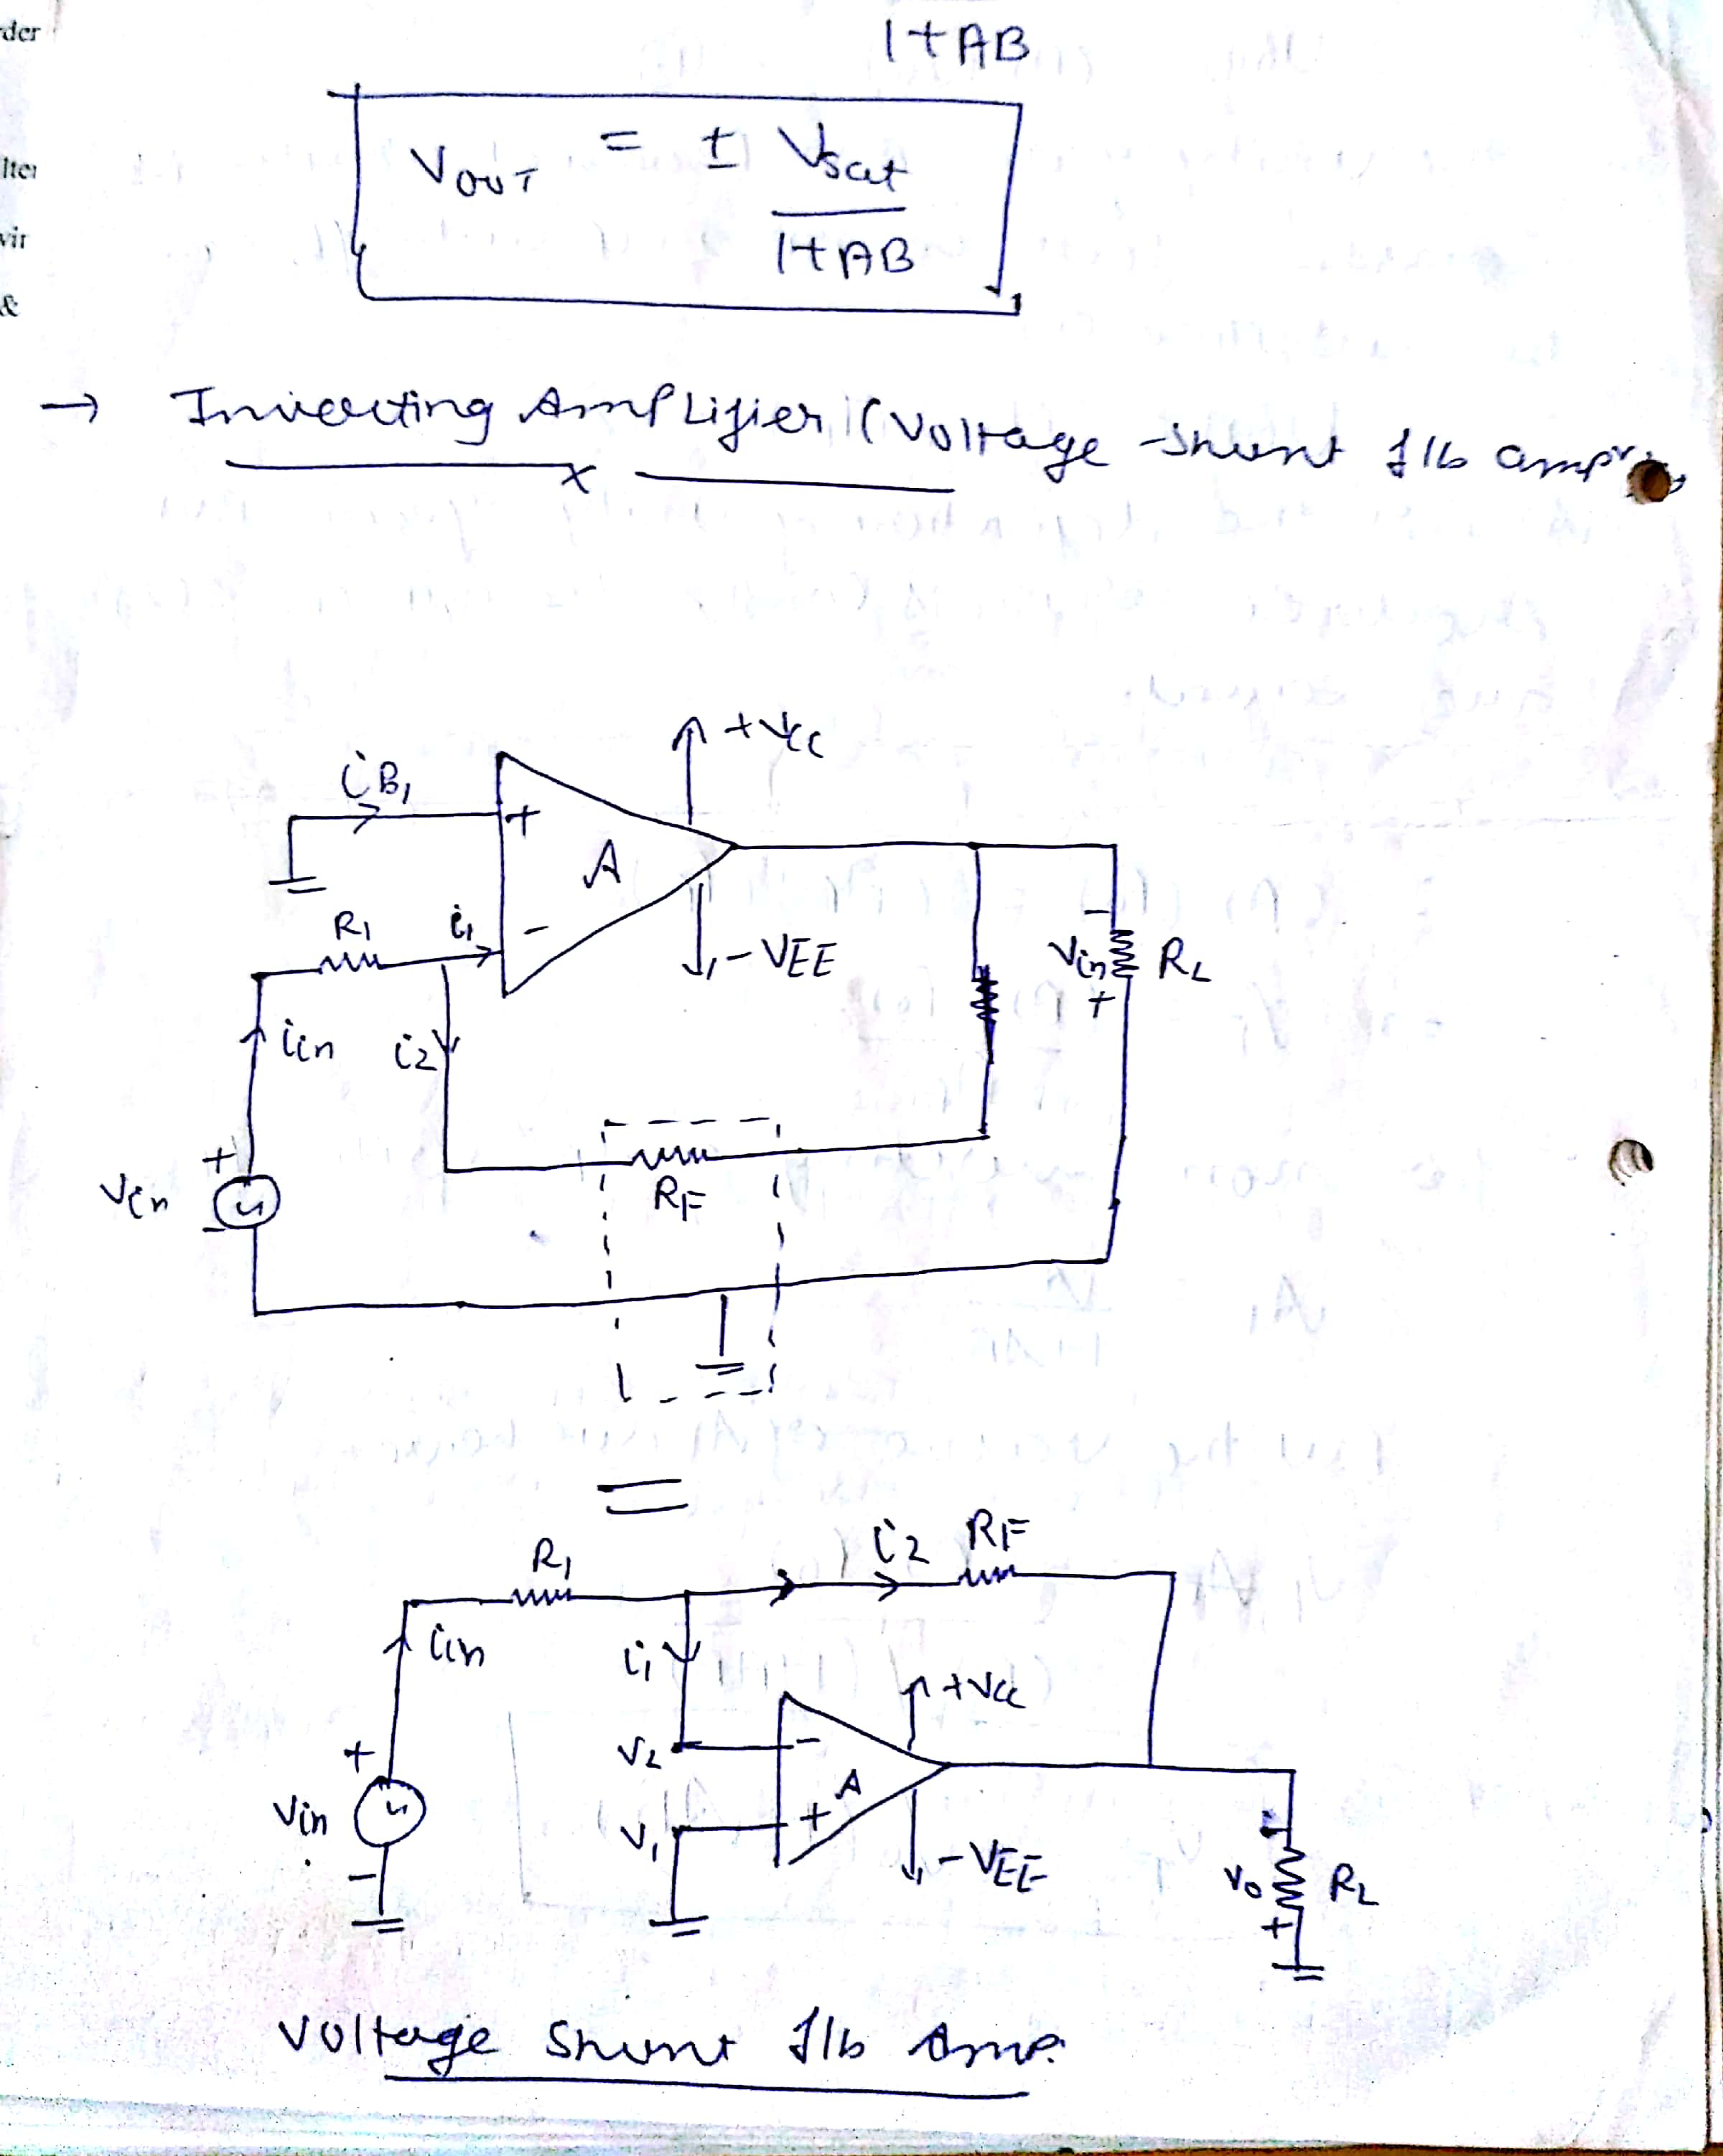 rder
1+AB
VOUT = ± Vsat
1+AB
&
→ Inverting Amplifier (Voltage -shunt f/b ampr
+VCC
iB1
+
A
R1 i1 -
-VEE
-
Vin RL
+
iin i2
+
Vin
-
RF
=
R1 i2 RF
iin i1
+VCC
V2 -
+ A
Vin V1 +
-
-VEE
-
Vo RL
+
Voltage Shunt f/b Amp.